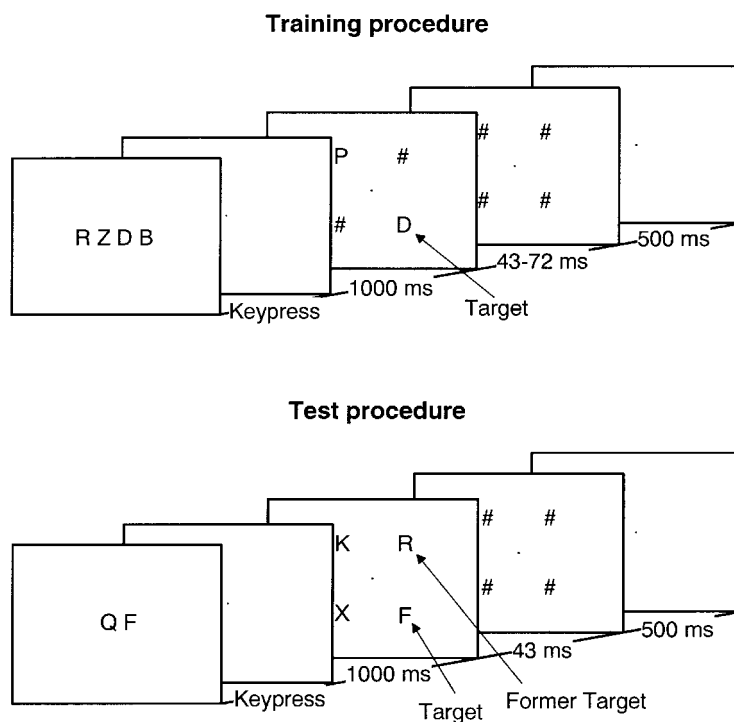 Training procedure
R Z D B
P #
# D
# #
# #
Keypress
1000 ms
43-72 ms
500 ms
Target
Test procedure
Q F
K R
X F
# #
# #
Keypress
1000 ms
43 ms
500 ms
Target
Former Target